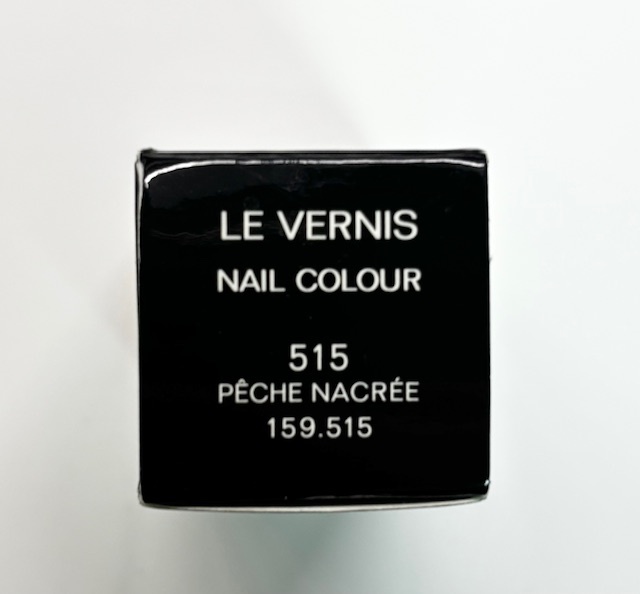 LE VERNIS
NAIL COLOUR
515
PÊCHE NACRÉE
159.515